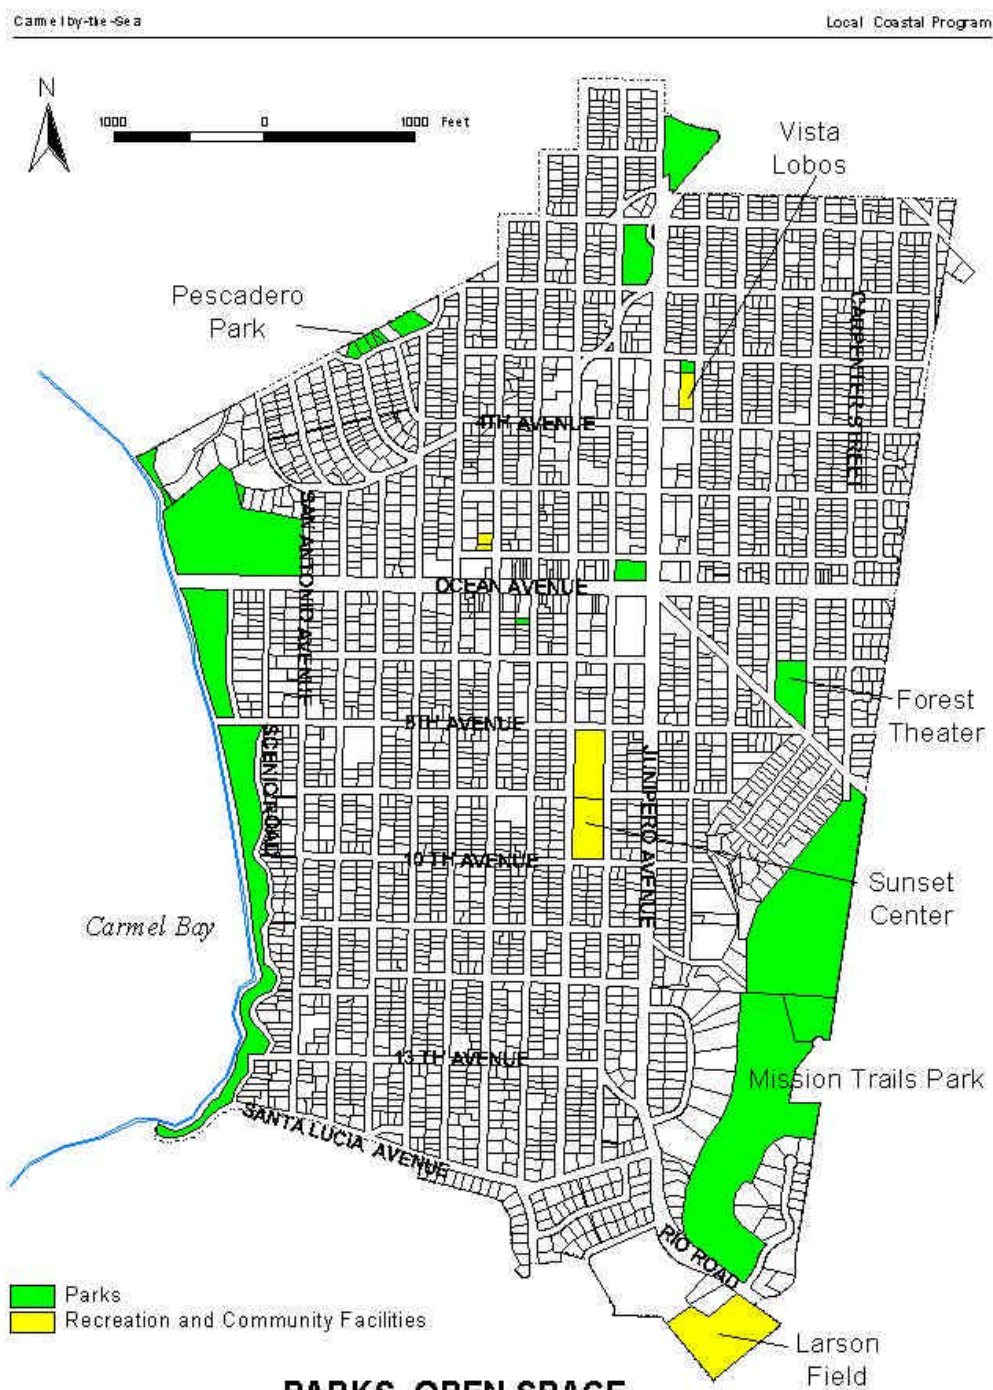 Carmel by-the-Sea
Local Coastal Program
N
1000 0 1000 Feet
Vista
Lobos
Pescadero
Park
CARPENTER STREET
4TH AVENUE
SAN ANTONIO AVENUE
OCEAN AVENUE
Forest
Theater
8TH AVENUE
SCENIC ROAD
JUNIPERO AVENUE
10 TH AVENUE
Sunset
Center
Carmel Bay
13 TH AVENUE
Mission Trails Park
SANTA LUCIA AVENUE
RIO ROAD
Parks
Recreation and Community Facilities
Larson
Field
PARKS, OPEN SPACE